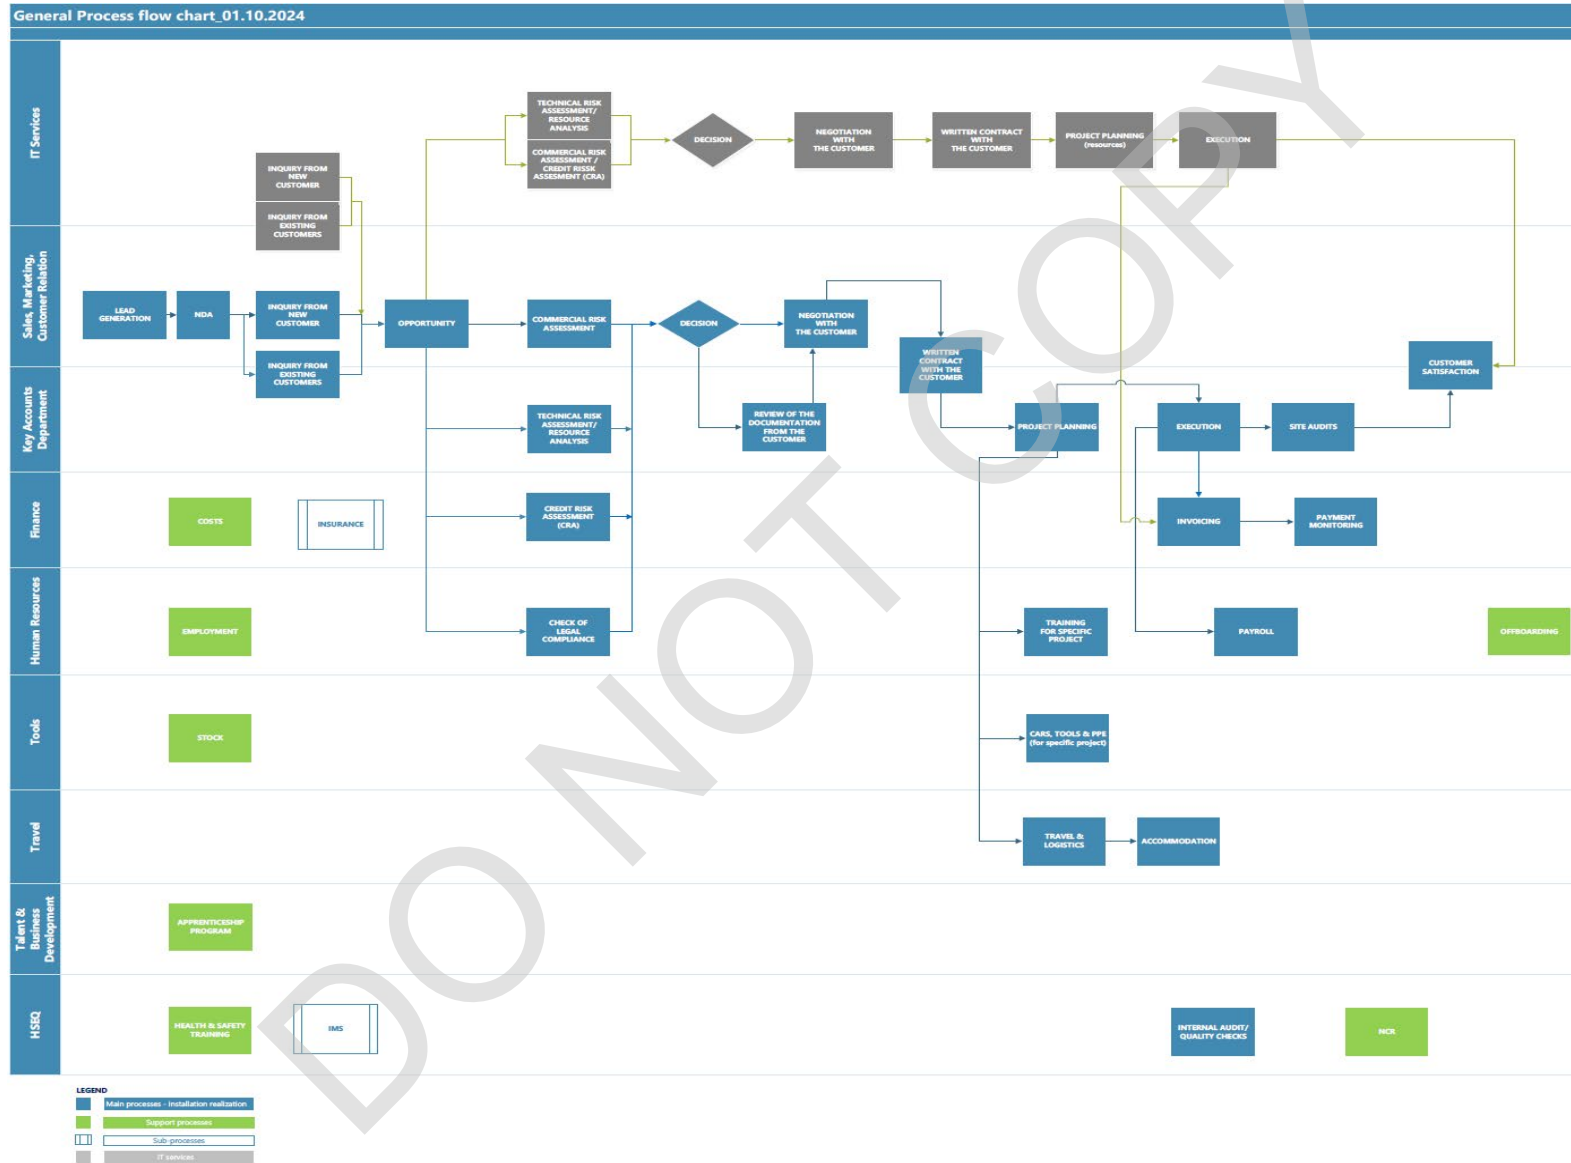 General Process flow chart_01.10.2024
IT Services
TECHNICAL RISK
ASSESSMENT/
RESOURCE
ANALYSIS
COMMERCIAL RISK
ASSESSMENT /
CREDIT RISSK
ASSESMENT (CRA)
DECISION
NEGOTIATION
WITH
THE CUSTOMER
WRITTEN CONTRACT
WITH
THE CUSTOMER
PROJECT PLANNING
(resources)
EXECUTION
INQUIRY FROM
NEW
CUSTOMER
INQUIRY FROM
EXISTING
CUSTOMERS
Sales, Marketing,
Customer Relation
LEAD
GENERATION
NDA
INQUIRY FROM
NEW
CUSTOMER
INQUIRY FROM
EXISTING
CUSTOMERS
OPPORTUNITY
COMMERCIAL RISK
ASSESSMENT
DECISION
NEGOTIATION
WITH
THE CUSTOMER
WRITTEN
CONTRACT
WITH THE
CUSTOMER
CUSTOMER
SATISFACTION
Key Accounts
Department
TECHNICAL RISK
ASSESSMENT/
RESOURCE
ANALYSIS
REVIEW OF THE
DOCUMENTATION
FROM THE
CUSTOMER
PROJECT PLANNING
EXECUTION
SITE AUDITS
Finance
COSTS
INSURANCE
CREDIT RISK
ASSESSMENT
(CRA)
INVOICING
PAYMENT
MONITORING
Human Resources
EMPLOYMENT
CHECK OF
LEGAL
COMPLIANCE
TRAINING
FOR SPECIFIC
PROJECT
PAYROLL
OFFBOARDING
Tools
STOCK
CARS, TOOLS & PPE
(for specific project)
Travel
TRAVEL &
LOGISTICS
ACCOMMODATION
Talent &
Business
Development
APPRENTICESHIP
PROGRAM
HSEQ
HEALTH & SAFETY
TRAINING
IMS
INTERNAL AUDIT/
QUALITY CHECKS
NCR
LEGEND
Main processes - Installation realization
Support processes
Sub-processes
IT services
DO NOT COPY